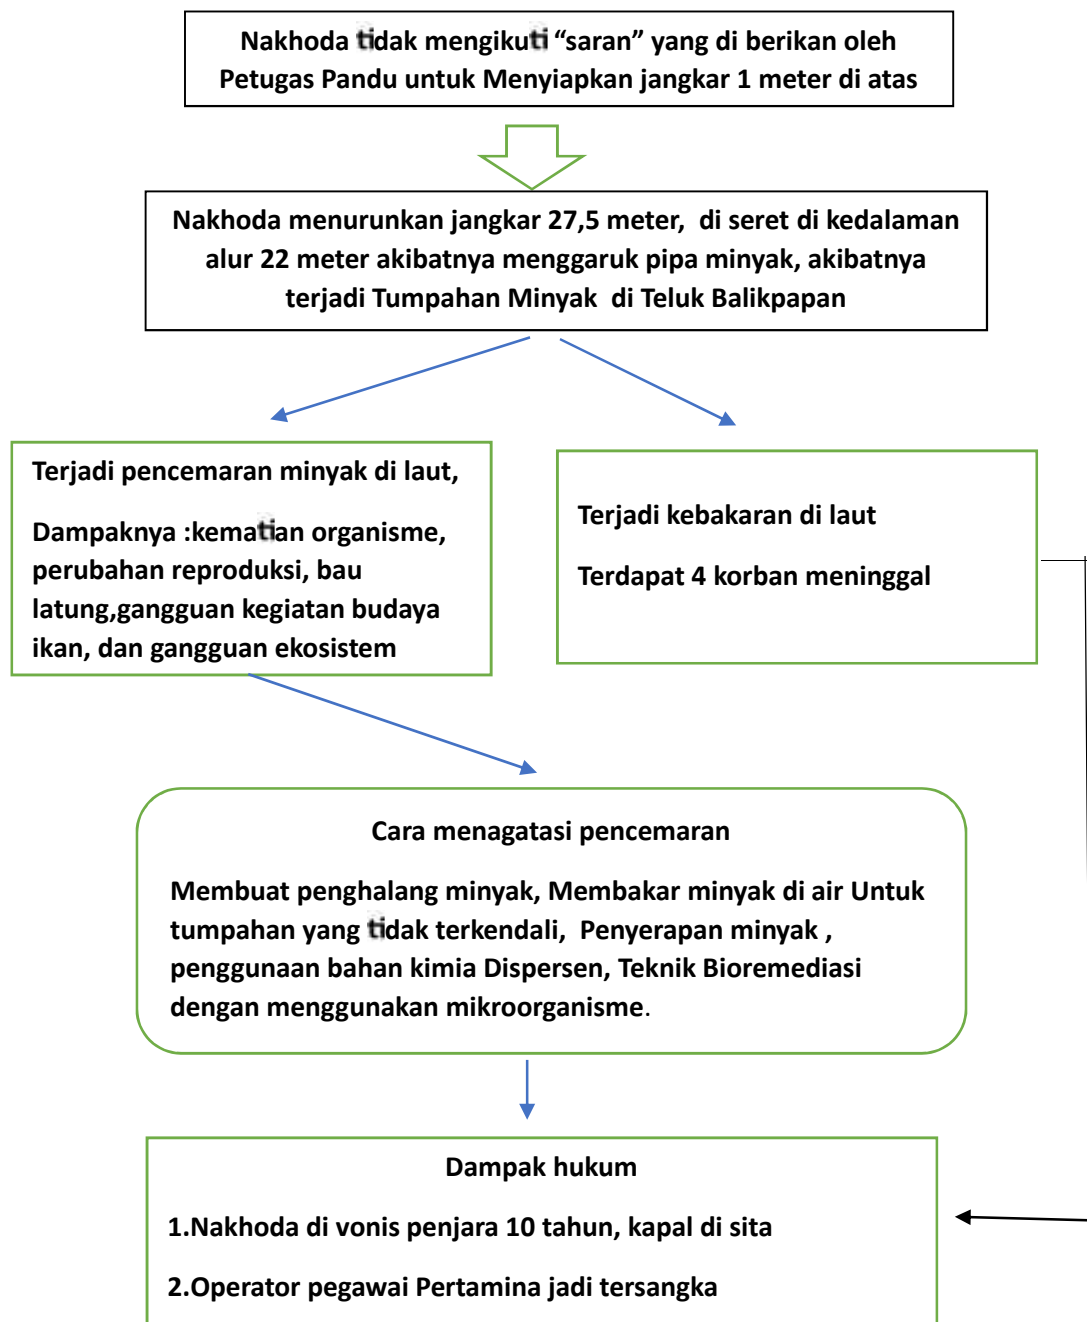 Nakhoda tidak mengikuti “saran” yang di berikan oleh
Petugas Pandu untuk Menyiapkan jangkar 1 meter di atas
Nakhoda menurunkan jangkar 27,5 meter, di seret di kedalaman
alur 22 meter akibatnya menggaruk pipa minyak, akibatnya
terjadi Tumpahan Minyak di Teluk Balikpapan
Terjadi pencemaran minyak di laut,
Dampaknya :kematian organisme,
perubahan reproduksi, bau
latung,gangguan kegiatan budaya
ikan, dan gangguan ekosistem
Terjadi kebakaran di laut
Terdapat 4 korban meninggal
Cara menagatasi pencemaran
Membuat penghalang minyak, Membakar minyak di air Untuk
tumpahan yang tidak terkendali, Penyerapan minyak ,
penggunaan bahan kimia Dispersen, Teknik Bioremediasi
dengan menggunakan mikroorganisme.
Dampak hukum
1.Nakhoda di vonis penjara 10 tahun, kapal di sita
2.Operator pegawai Pertamina jadi tersangka